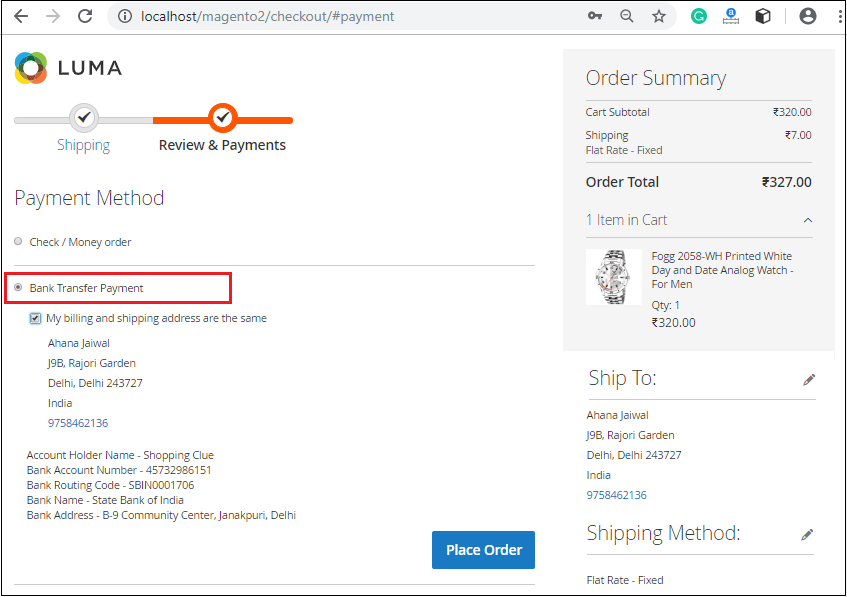 localhost/magento2/checkout/#payment
LUMA
Shipping
Review & Payments
Payment Method
Check / Money order
Bank Transfer Payment
My billing and shipping address are the same
Ahana Jaiwal
J9B, Rajori Garden
Delhi, Delhi 243727
India
9758462136
Account Holder Name - Shopping Clue
Bank Account Number - 45732986151
Bank Routing Code - SBIN0001706
Bank Name - State Bank of India
Bank Address - B-9 Community Center, Janakpuri, Delhi
Place Order
Order Summary
Cart Subtotal ₹320.00
Shipping ₹7.00
Flat Rate - Fixed
Order Total ₹327.00
1 Item in Cart
Fogg 2058-WH Printed White
Day and Date Analog Watch -
For Men
Qty: 1
₹320.00
Ship To:
Ahana Jaiwal
J9B, Rajori Garden
Delhi, Delhi 243727
India
9758462136
Shipping Method:
Flat Rate - Fixed